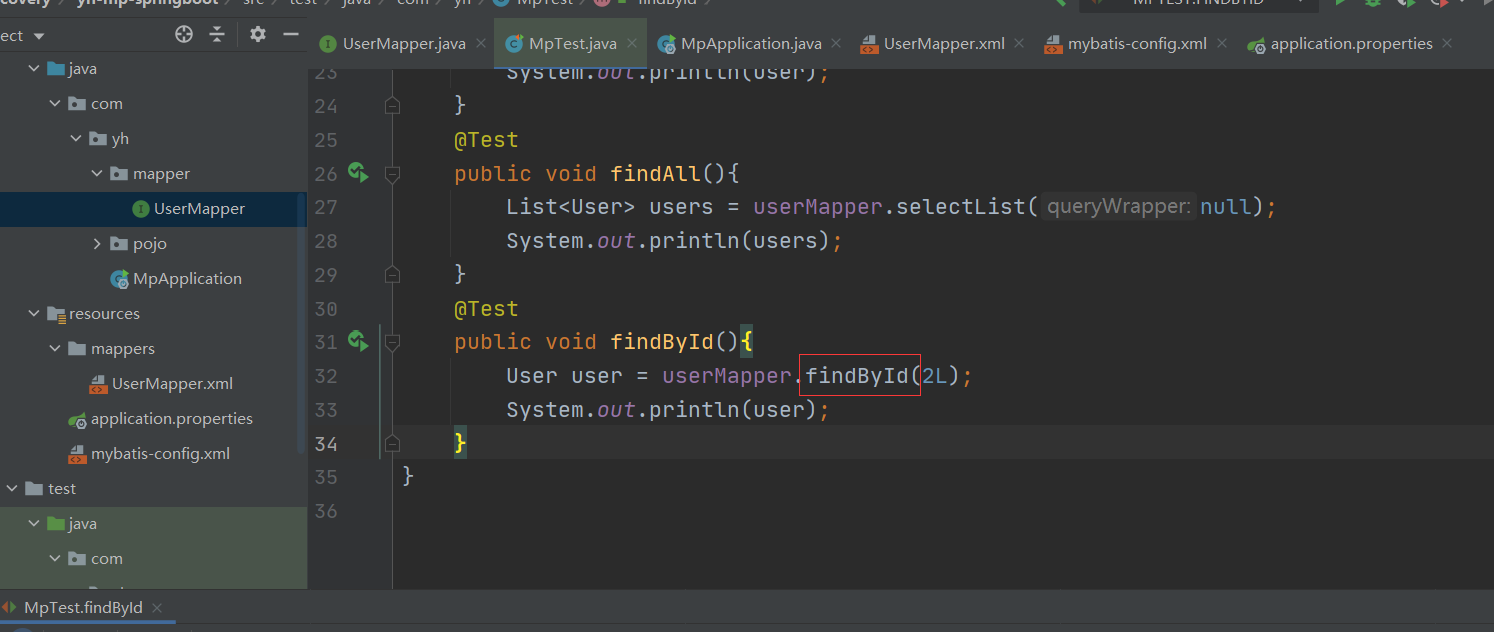 covery yh-mp-springboot src test java com yh MpTest findById MPTEST.FINDBYID
ect
UserMapper.java MpTest.java MpApplication.java UserMapper.xml mybatis-config.xml application.properties
java
com
yh
mapper
UserMapper
pojo
MpApplication
resources
mappers
UserMapper.xml
application.properties
mybatis-config.xml
test
java
com
23 System.out.println(user);
24 }
25 @Test
26 public void findAll(){
27 List<User> users = userMapper.selectList( queryWrapper: null);
28 System.out.println(users);
29 }
30 @Test
31 public void findById(){
32 User user = userMapper.findById(2L);
33 System.out.println(user);
34 }
35 }
36
MpTest.findById